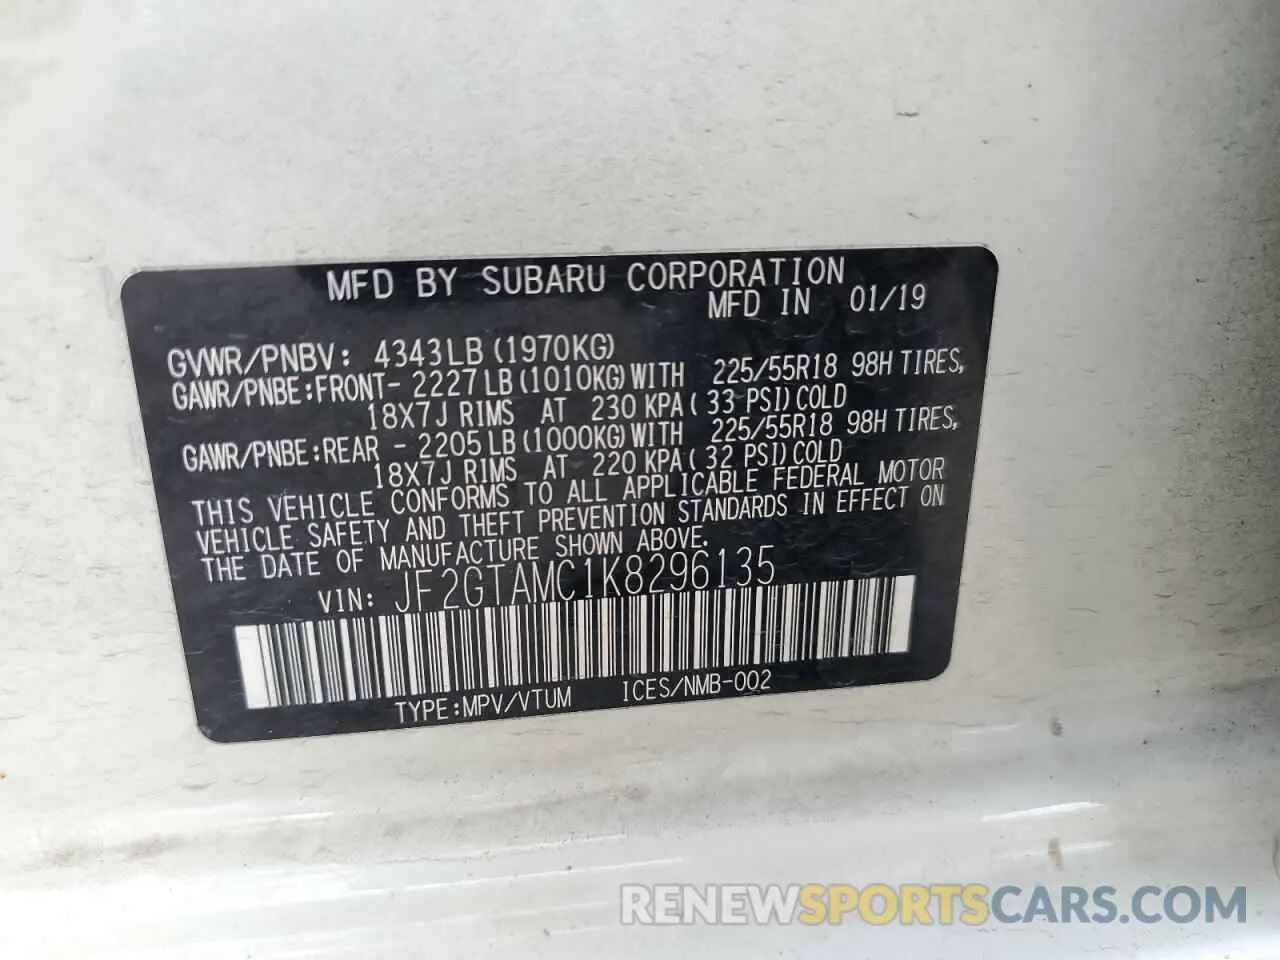 MFD BY SUBARU CORPORATION
MFD IN 01/19
GVWR/PNBV: 4343LB (1970KG)
GAWR/PNBE:FRONT- 2227LB (1010KG) WITH 225/55R18 98H TIRES,
18X7J RIMS AT 230 KPA( 33 PSI) COLD
GAWR/PNBE:REAR - 2205LB (1000KG) WITH 225/55R18 98H TIRES,
18X7J RIMS AT 220 KPA( 32 PSI) COLD
THIS VEHICLE CONFORMS TO ALL APPLICABLE FEDERAL MOTOR
VEHICLE SAFETY AND THEFT PREVENTION STANDARDS IN EFFECT ON
THE DATE OF MANUFACTURE SHOWN ABOVE.
VIN: JF2GTAMC1K8296135
TYPE:MPV/VTUM ICES/NMB-002
RENEWSPORTSCARS.COM